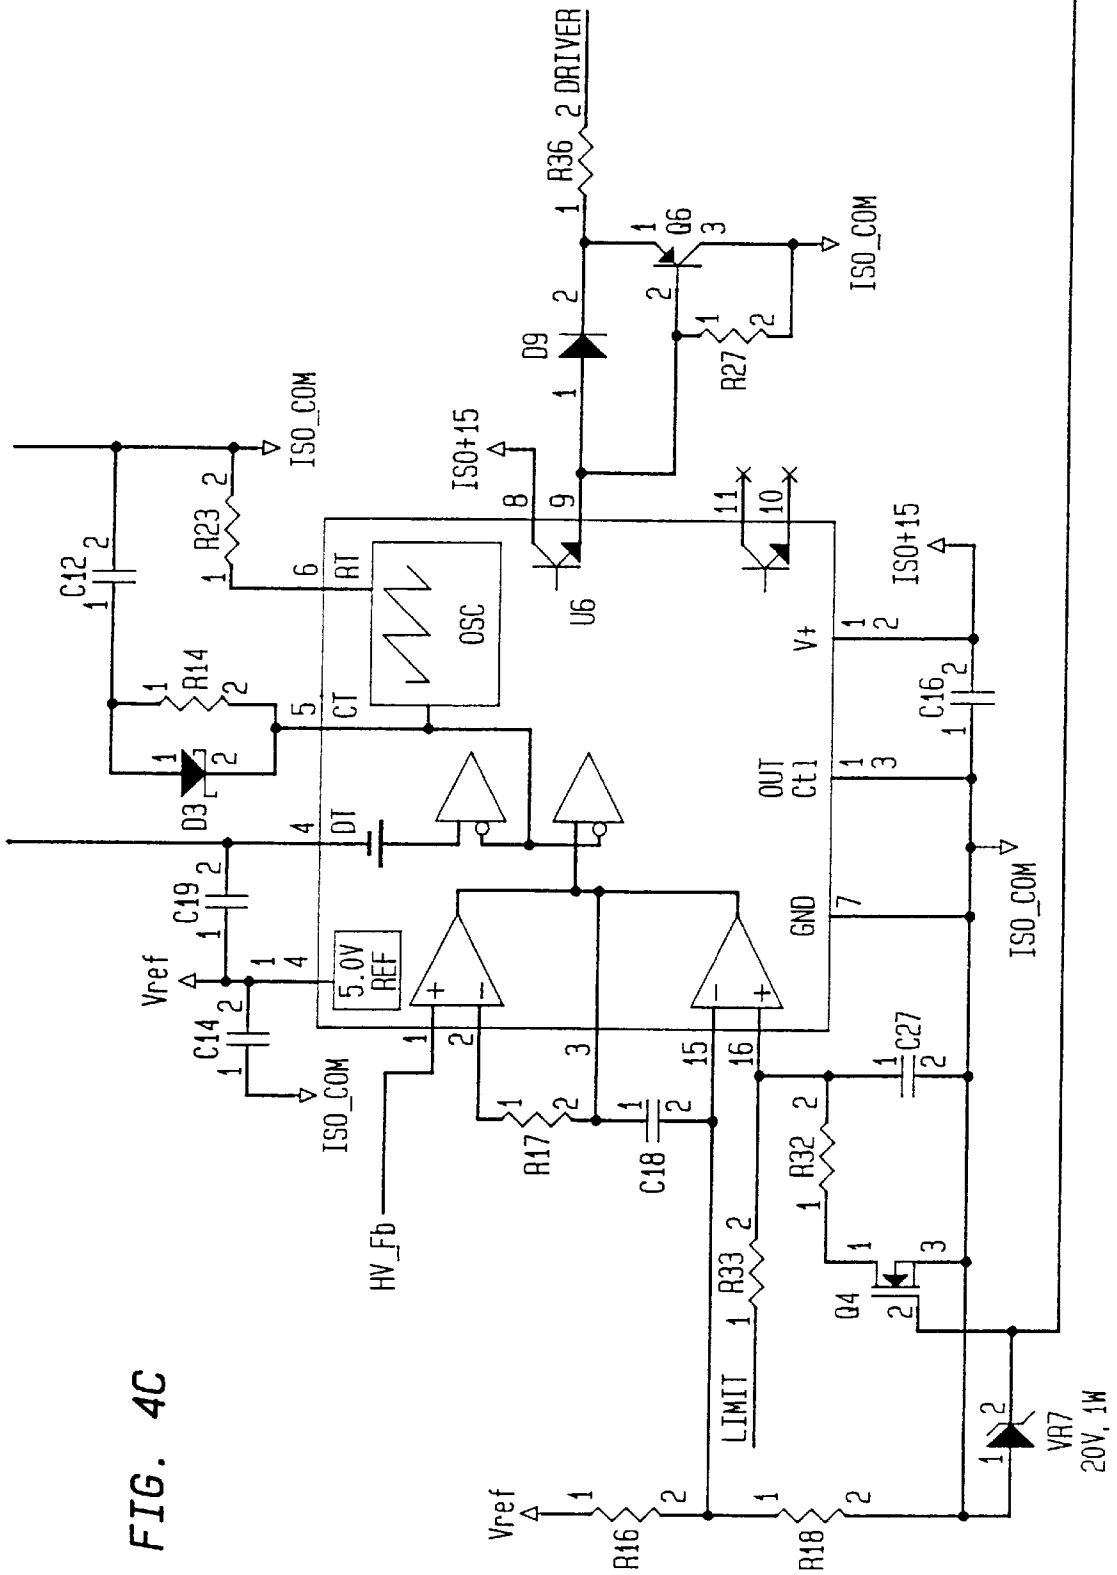 FIG. 4C
DRIVER
2
R36
1
1
Q6
3
2
ISO_COM
2
D9
1
1
R27
2
ISO_COM
ISO+15
8
9
U6
11
10
2
R23
1
6
RT
C12
2
1
OSC
1
R14
2
5
CT
1
D3
2
4
DT
2
C19
1
Vref
1
4
5.0V
REF
2
C14
1
ISO_COM
+
-
1
2
3
HV_Fb
1
R17
2
1
C18
2
-
+
15
16
GND
7
OUT
Ctl
1
3
V+
1
2
ISO+15
2
C16
1
ISO_COM
1
C27
2
2
R32
1
2
R33
1
LIMIT
1
Q4
2
3
Vref
1
R16
2
1
R18
2
2
1
VR7
20V, 1W